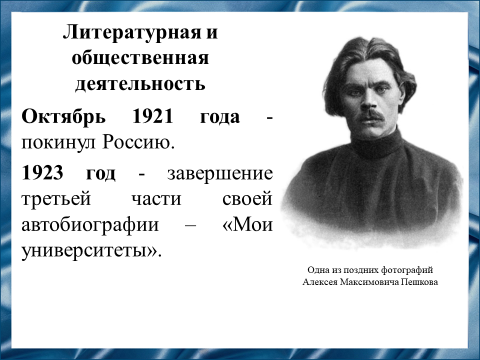 Литературная и
общественная
деятельность
Октябрь 1921 года -
покинул Россию.
1923 год - завершение
третьей части своей
автобиографии – «Мои
университеты».
Одна из поздних фотографий
Алексея Максимовича Пешкова